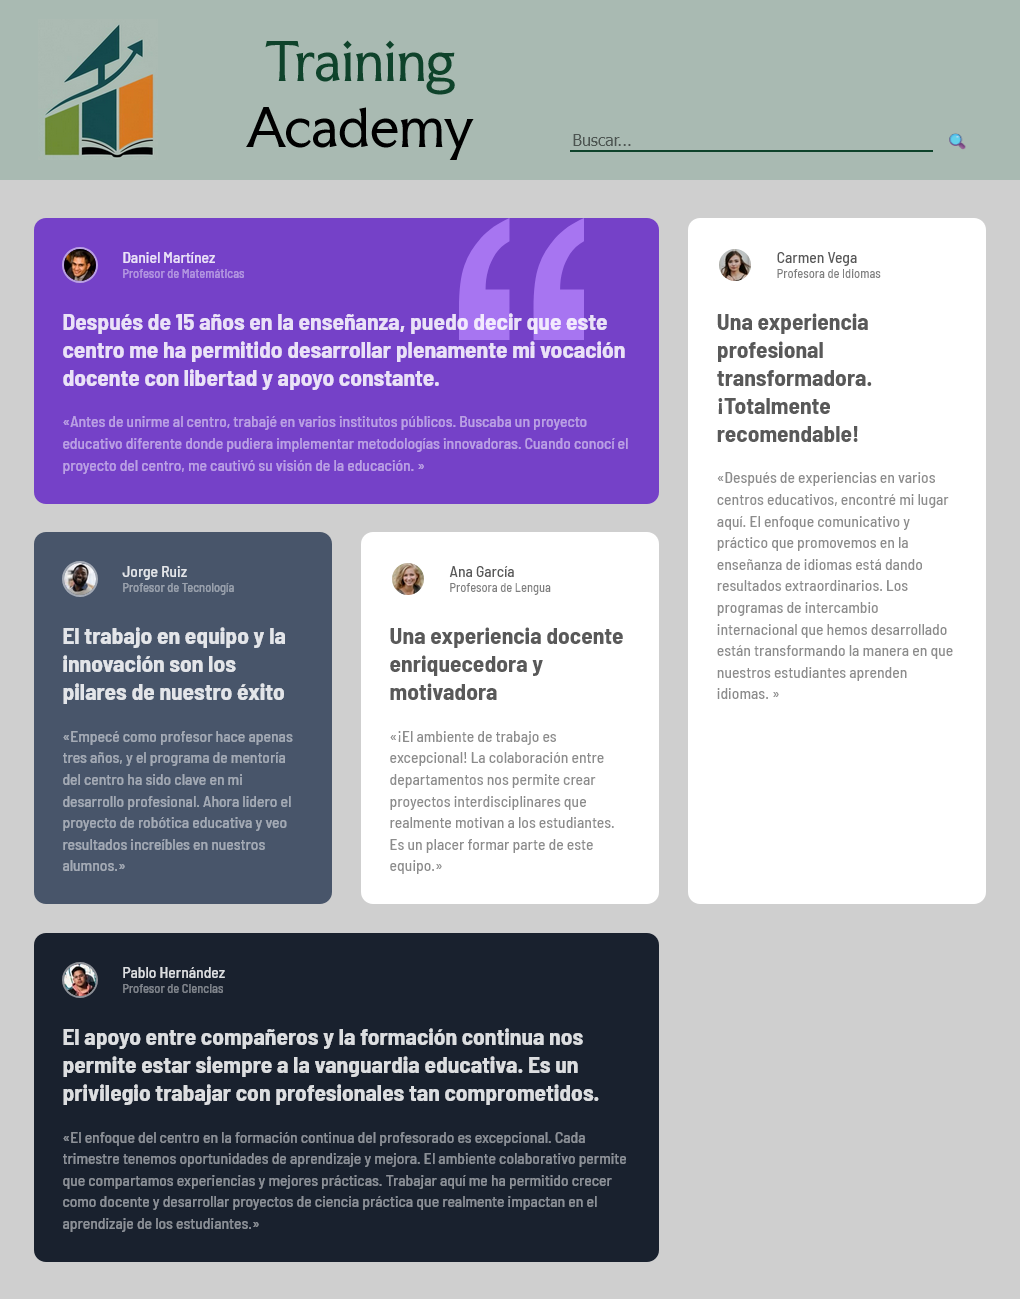 Training
Academy
Buscar...
Daniel Martínez
Profesor de Matemáticas
Después de 15 años en la enseñanza, puedo decir que este
centro me ha permitido desarrollar plenamente mi vocación
docente con libertad y apoyo constante.
«Antes de unirme al centro, trabajé en varios institutos públicos. Buscaba un proyecto
educativo diferente donde pudiera implementar metodologías innovadoras. Cuando conocí el
proyecto del centro, me cautivó su visión de la educación. »
Carmen Vega
Profesora de Idiomas
Una experiencia
profesional
transformadora.
¡Totalmente
recomendable!
«Después de experiencias en varios
centros educativos, encontré mi lugar
aquí. El enfoque comunicativo y
práctico que promovemos en la
enseñanza de idiomas está dando
resultados extraordinarios. Los
programas de intercambio
internacional que hemos desarrollado
están transformando la manera en que
nuestros estudiantes aprenden
idiomas. »
Jorge Ruiz
Profesor de Tecnología
El trabajo en equipo y la
innovación son los
pilares de nuestro éxito
«Empecé como profesor hace apenas
tres años, y el programa de mentoría
del centro ha sido clave en mi
desarrollo profesional. Ahora lidero el
proyecto de robótica educativa y veo
resultados increíbles en nuestros
alumnos.»
Ana García
Profesora de Lengua
Una experiencia docente
enriquecedora y
motivadora
«¡El ambiente de trabajo es
excepcional! La colaboración entre
departamentos nos permite crear
proyectos interdisciplinares que
realmente motivan a los estudiantes.
Es un placer formar parte de este
equipo.»
Pablo Hernández
Profesor de Ciencias
El apoyo entre compañeros y la formación continua nos
permite estar siempre a la vanguardia educativa. Es un
privilegio trabajar con profesionales tan comprometidos.
«El enfoque del centro en la formación continua del profesorado es excepcional. Cada
trimestre tenemos oportunidades de aprendizaje y mejora. El ambiente colaborativo permite
que compartamos experiencias y mejores prácticas. Trabajar aquí me ha permitido crecer
como docente y desarrollar proyectos de ciencia práctica que realmente impactan en el
aprendizaje de los estudiantes.»